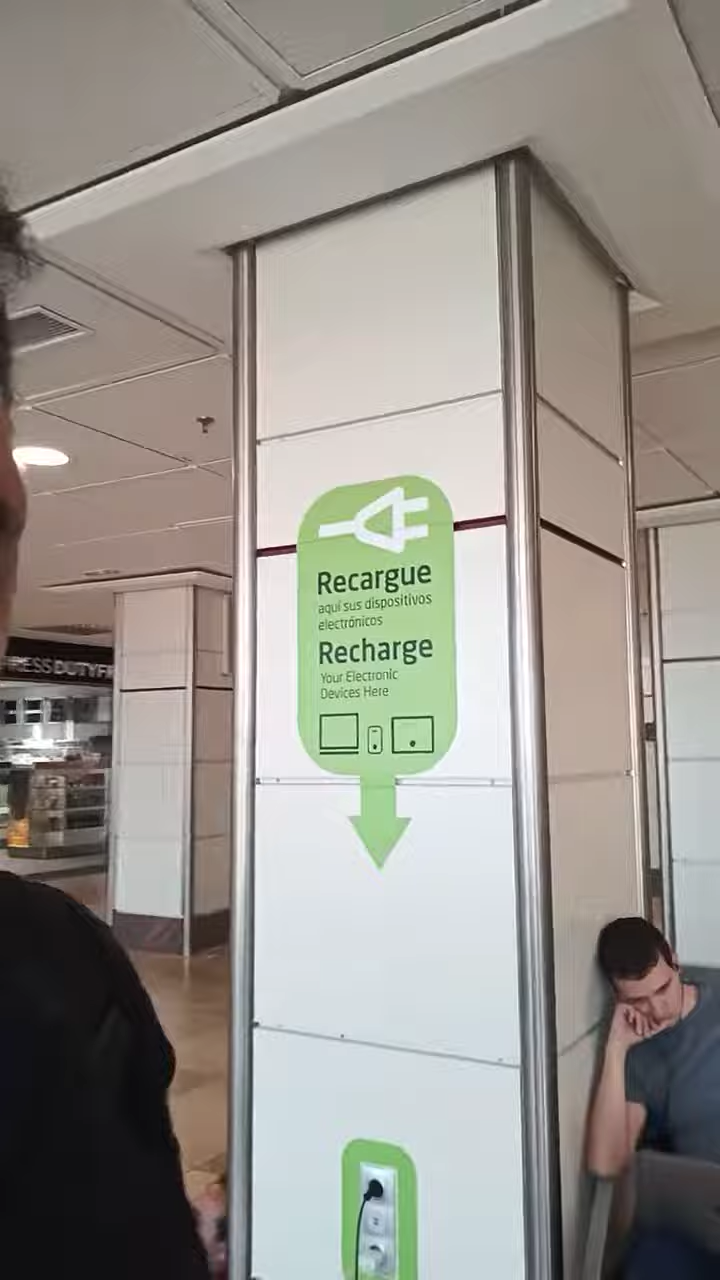 Recargue
aquí sus dispositivos
electrónicos
Recharge
Your Electronic
Devices Here